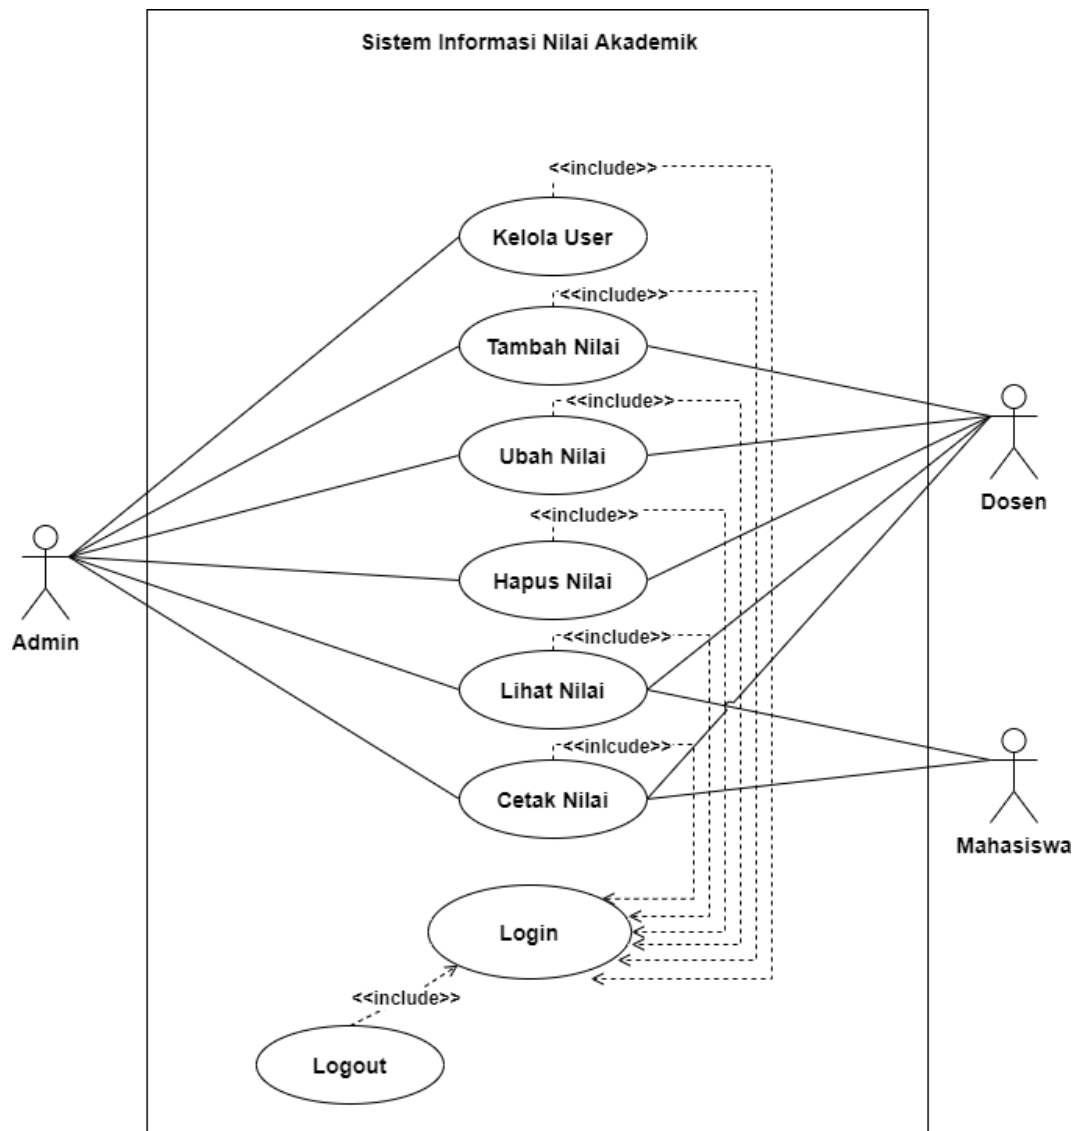 Sistem Informasi Nilai Akademik
<<include>>
Kelola User
<<include>>
Tambah Nilai
<<include>>
Ubah Nilai
Dosen
<<include>>
Hapus Nilai
Admin
<<include>>
Lihat Nilai
<<inlcude>>
Cetak Nilai
Mahasiswa
Login
<<include>>
Logout